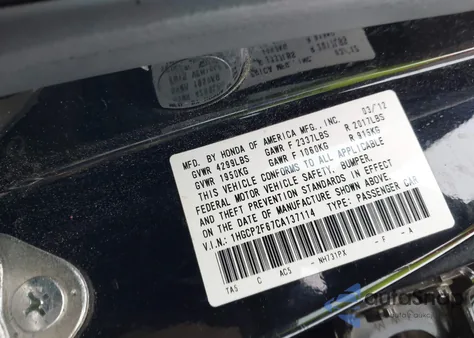 MFD. BY HONDA OF AMERICA MFG., INC. 03/12
GVWR 4299LBS GAWR F 2337LBS R 2017LBS
GVWR 1950KG GAWR F 1060KG R 915KG
THIS VEHICLE CONFORMS TO ALL APPLICABLE
FEDERAL MOTOR VEHICLE SAFETY, BUMPER,
AND THEFT PREVENTION STANDARDS IN EFFECT
ON THE DATE OF MANUFACTURE SHOWN ABOVE.
V.I.N.: 1HGCP2F67CA137114 TYPE: PASSENGER CAR
TA5 C AC5 - NH731PX - F - A